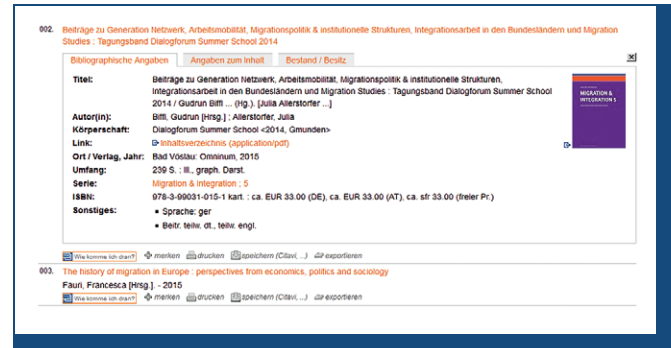 002. Beiträge zu Generation Netzwerk, Arbeitsmobilität, Migrationspolitik & institutionelle Strukturen, Integrationsarbeit in den Bundesländern und Migration
Studies : Tagungsband Dialogforum Summer School 2014
Bibliographische Angaben Angaben zum Inhalt Bestand / Besitz
Titel: Beiträge zu Generation Netzwerk, Arbeitsmobilität, Migrationspolitik & institutionelle Strukturen,
Integrationsarbeit in den Bundesländern und Migration Studies : Tagungsband Dialogforum Summer School
2014 / Gudrun Biffl ... (Hg.). [Julia Allerstorfer ...]
MIGRATION &
INTEGRATION 5
Autor(in): Biffl, Gudrun [Hrsg.] ; Allerstorfer, Julia
Körperschaft: Dialogforum Summer School <2014, Gmunden>
Link: Inhaltsverzeichnis (application/pdf)
Ort / Verlag, Jahr: Bad Vöslau: Omninum, 2015
Umfang: 239 S. : Ill., graph. Darst.
Serie: Migration & Integration ; 5
ISBN: 978-3-99031-015-1 kart. : ca. EUR 33.00 (DE), ca. EUR 33.00 (AT), ca. sfr 33.00 (freier Pr.)
Sonstiges: ▪ Sprache: ger
▪ Beitr. teilw. dt., teilw. engl.
Wie komme ich dran? merken drucken speichern (Citavi, ...) exportieren
003. The history of migration in Europe : perspectives from economics, politics and sociology
Fauri, Francesca [Hrsg.]. - 2015
Wie komme ich dran? merken drucken speichern (Citavi, ...) exportieren